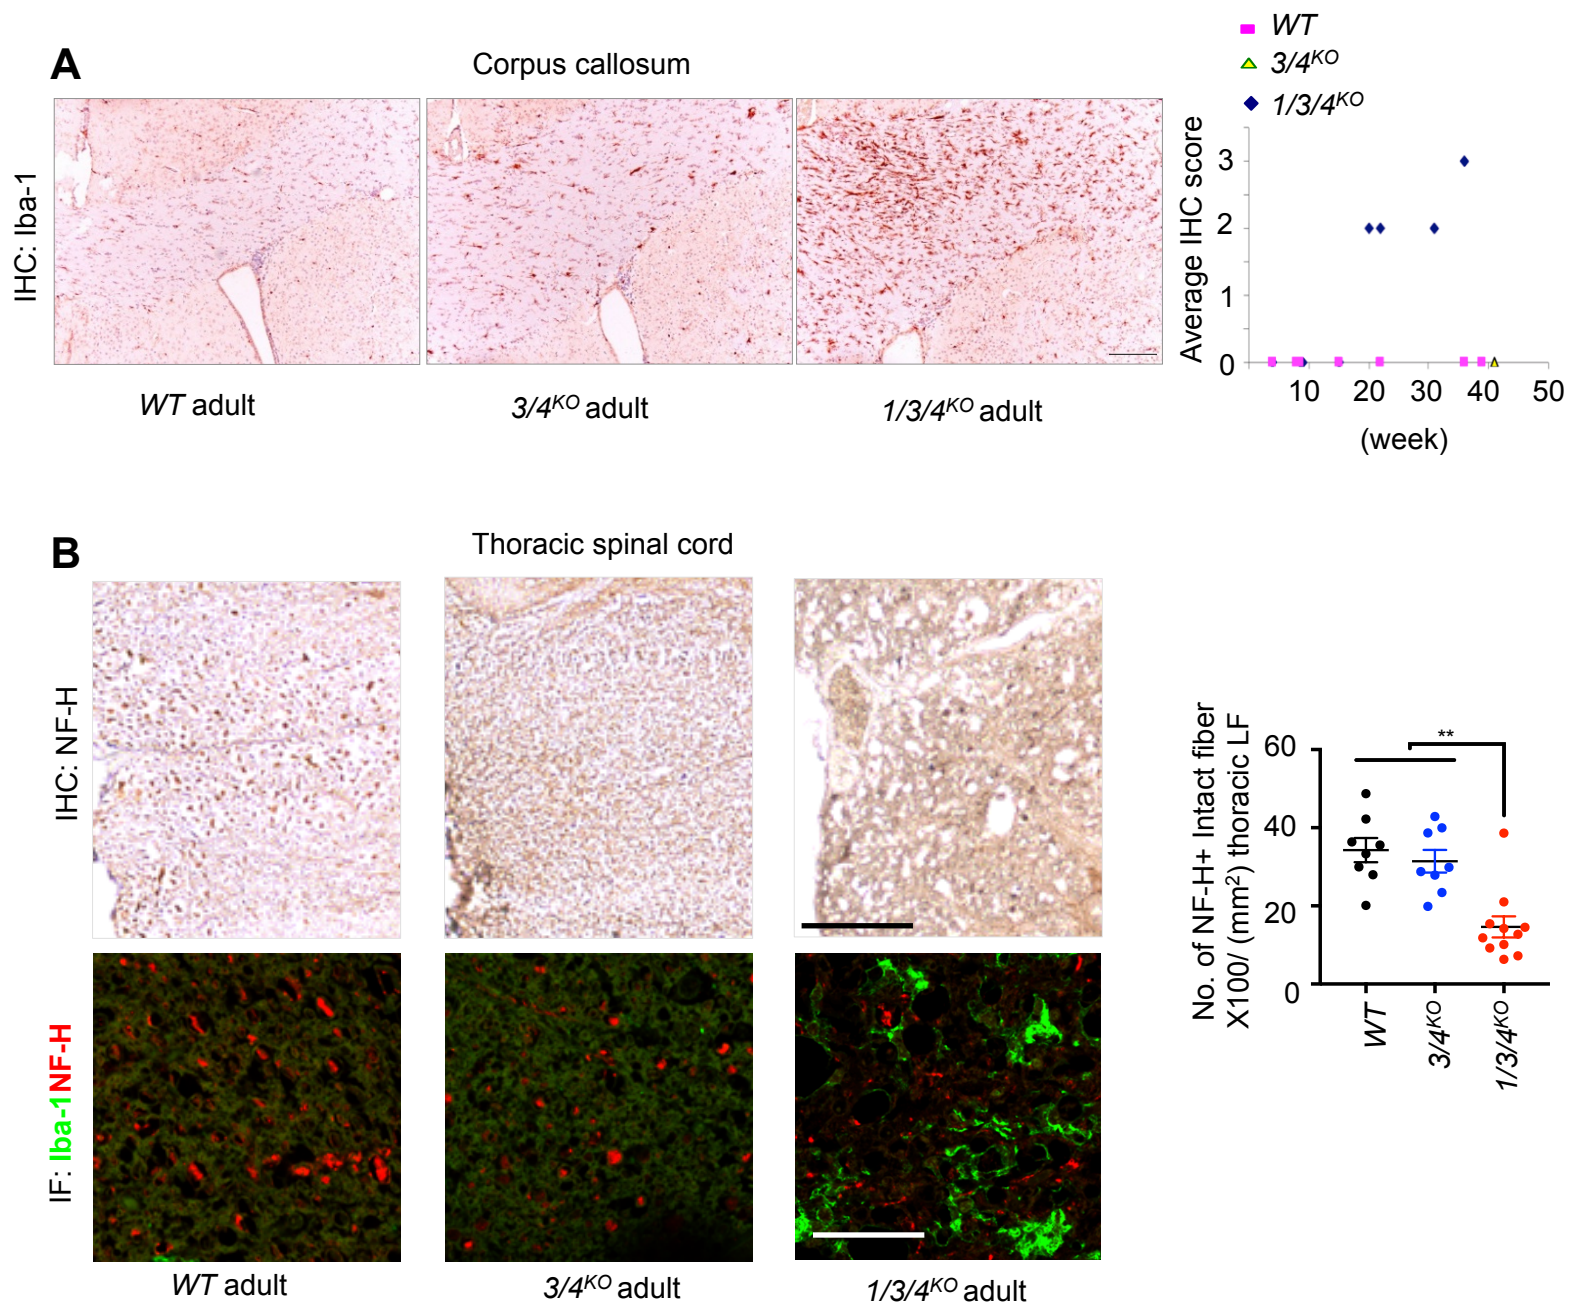 A
Corpus callosum
IHC: Iba-1
WT adult
3/4KO adult
1/3/4KO adult
WT
3/4KO
1/3/4KO
Average IHC score
3
2
1
0
10 20 30 40 50
(week)
B
Thoracic spinal cord
IHC: NF-H
IF: Iba-1NF-H
WT adult
3/4KO adult
1/3/4KO adult
No. of NF-H+ Intact fiber
X100/ (mm2) thoracic LF
60
40
20
0
**
WT
3/4KO
1/3/4KO